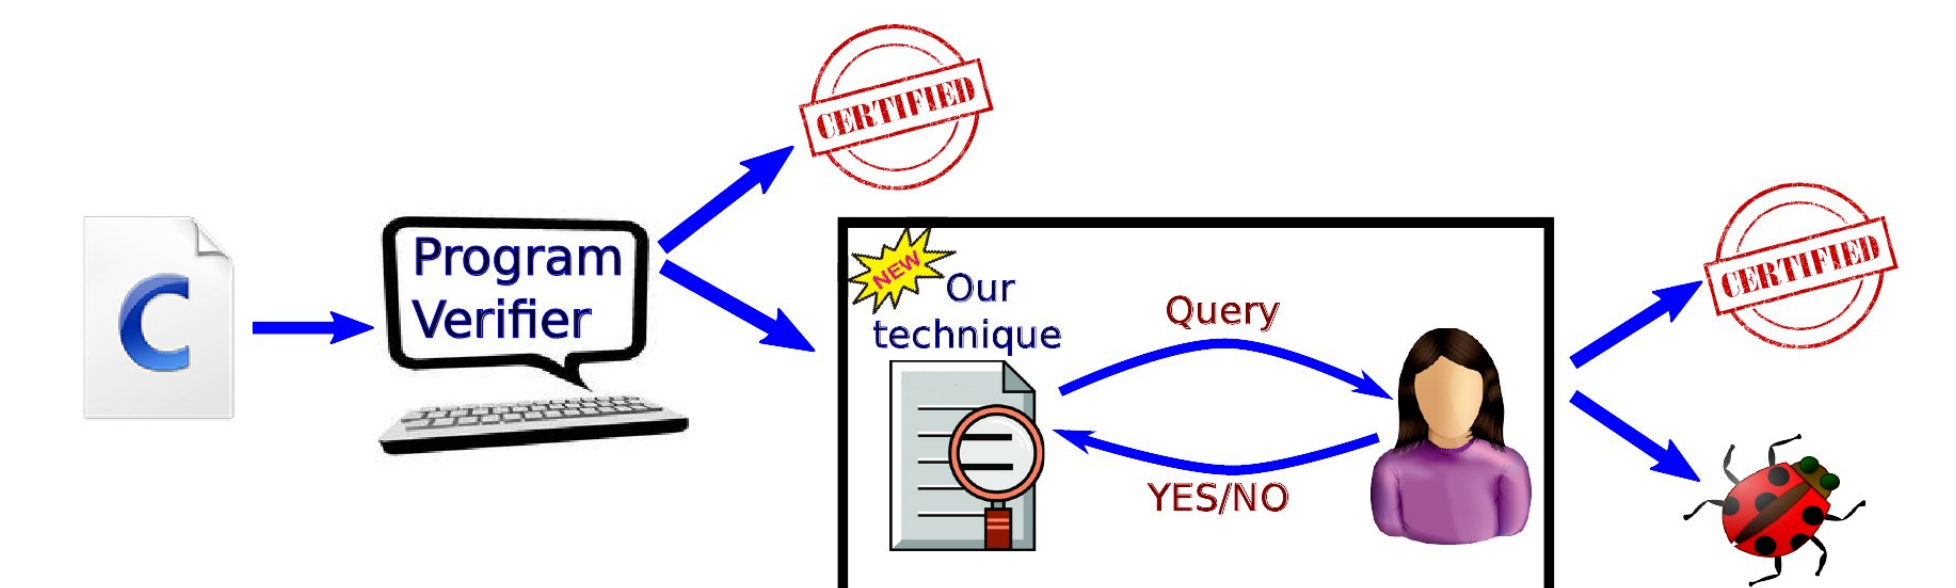 CERTIFIED
C
Program
Verifier
NEW
Our
technique
Query
YES/NO
CERTIFIED